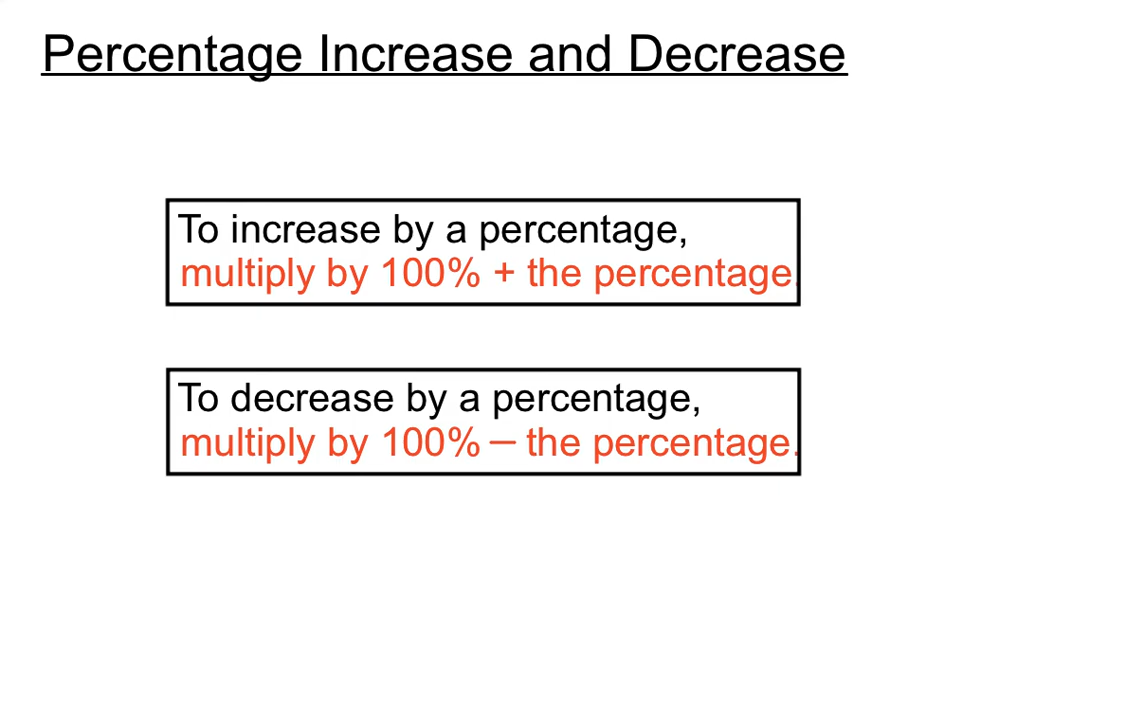 Percentage Increase and Decrease
To increase by a percentage,
multiply by 100% + the percentage.
To decrease by a percentage,
multiply by 100% — the percentage.